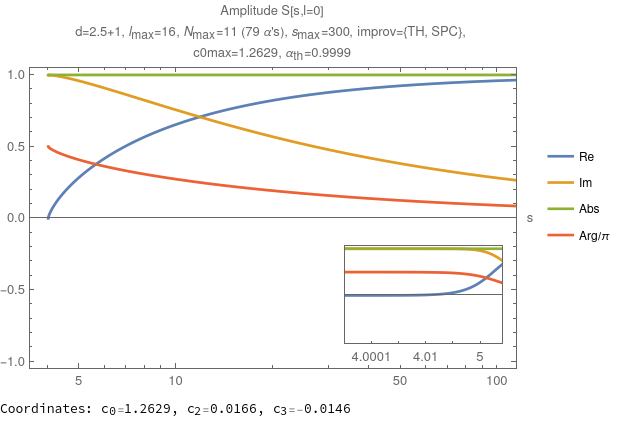 Amplitude S[s,l=0]
d=2.5+1, lmax=16, Nmax=11 (79 α's), smax=300, improv={TH, SPC},
c0max=1.2629, αth=0.9999
1.0
0.5
0.0
−0.5
−1.0
s
Re
Im
Abs
Arg/π
4.0001 4.01 5
5 10 50 100
Coordinates: c0=1.2629, c2=0.0166, c3=−0.0146